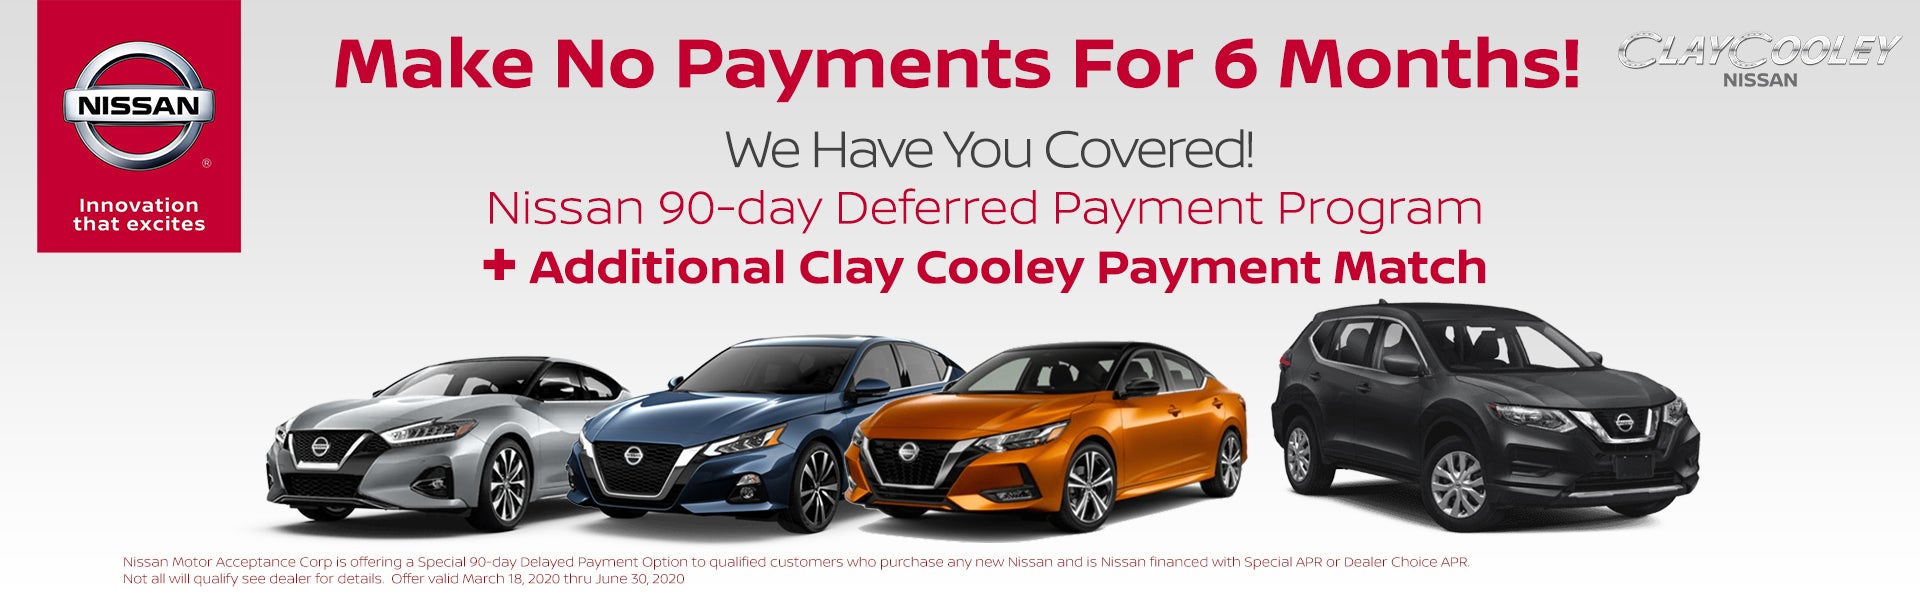 NISSAN
®
Innovation
that excites
Make No Payments For 6 Months!
CLAYCOOLEY
NISSAN
We Have You Covered!
Nissan 90-day Deferred Payment Program
+ Additional Clay Cooley Payment Match
Nissan Motor Acceptance Corp is offering a Special 90-day Delayed Payment Option to qualified customers who purchase any new Nissan and is Nissan financed with Special APR or Dealer Choice APR.
Not all will qualify see dealer for details. Offer valid March 18, 2020 thru June 30, 2020